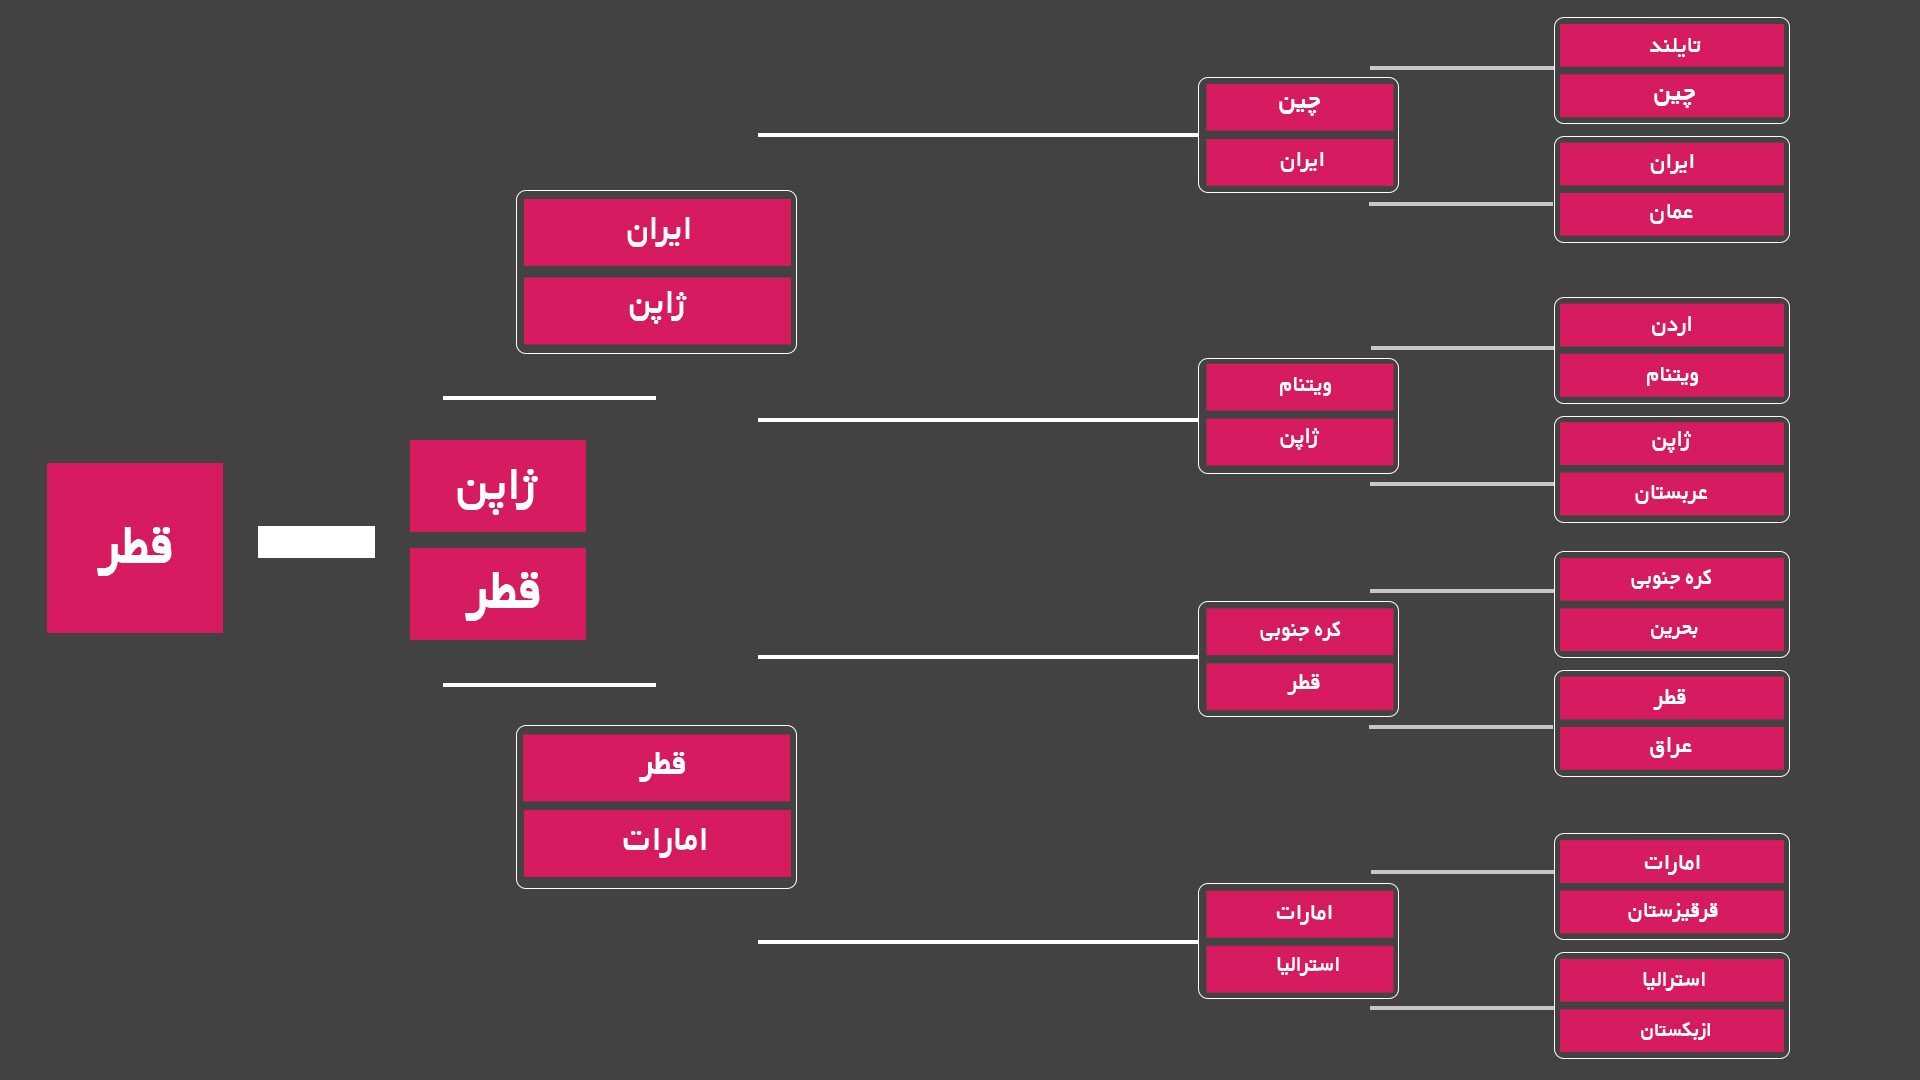 تایلند
چین
ایران
عمان
اردن
ویتنام
ژاپن
عربستان
کره جنوبی
بحرین
قطر
عراق
امارات
قرقیزستان
استرالیا
ازبکستان
چین
ایران
ویتنام
ژاپن
کره جنوبی
قطر
امارات
استرالیا
ایران
ژاپن
قطر
امارات
ژاپن
قطر
قطر